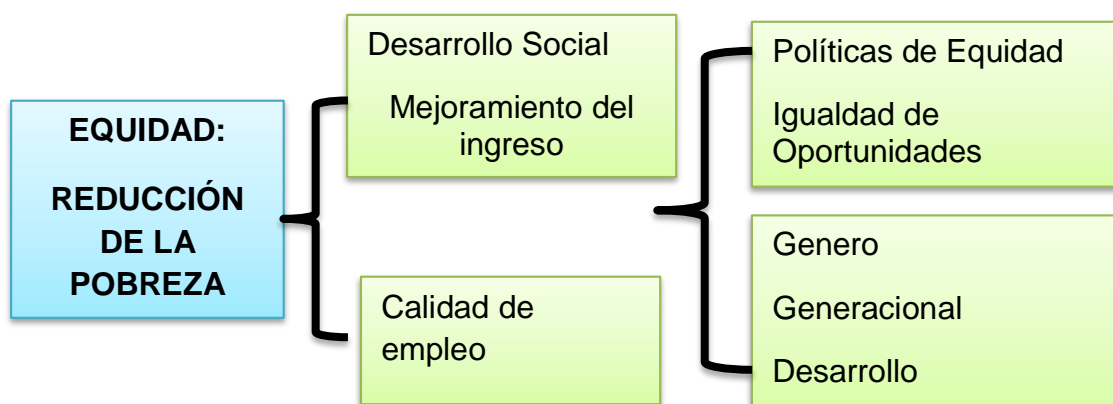 EQUIDAD:
REDUCCIÓN
DE LA
POBREZA
Desarrollo Social
Mejoramiento del
ingreso
Calidad de
empleo
Políticas de Equidad
Igualdad de
Oportunidades
Genero
Generacional
Desarrollo